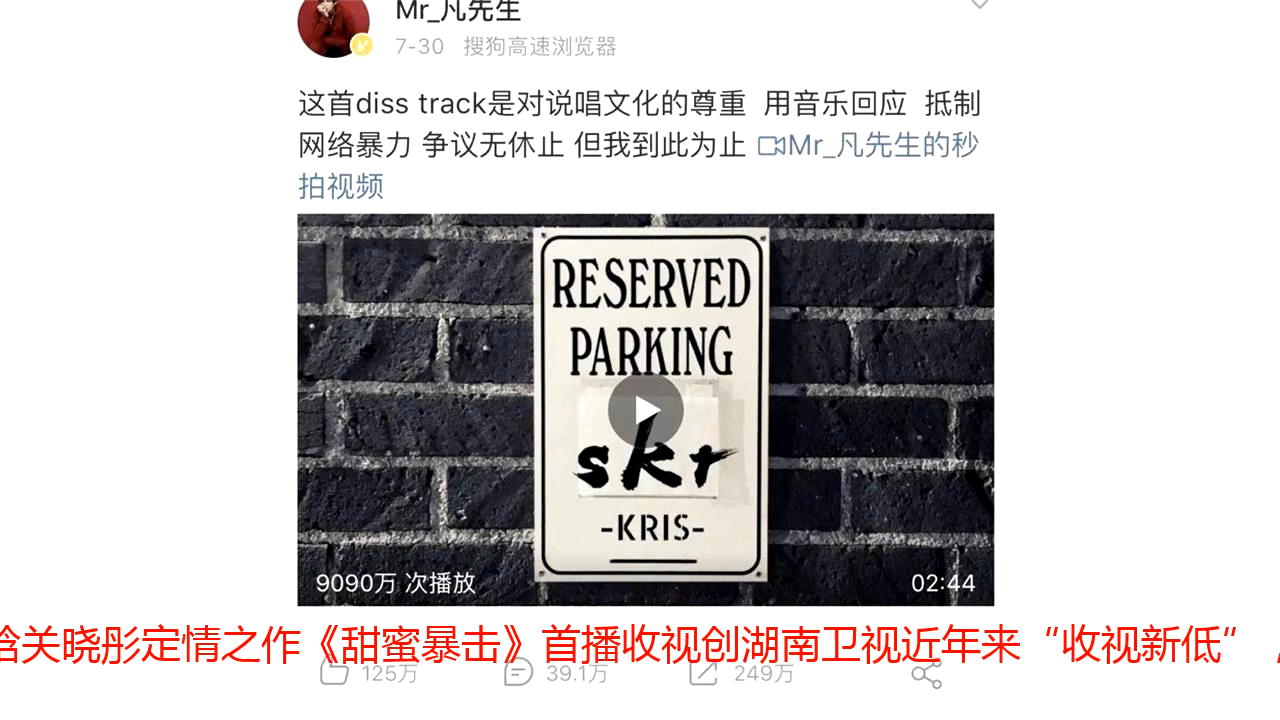 Mr_凡先生
7-30 搜狗高速浏览器
这首diss track是对说唱文化的尊重 用音乐回应 抵制
网络暴力 争议无休止 但我到此为止 Mr_凡先生的秒
拍视频
RESERVED
PARKING
skr
-KRIS-
9090万 次播放
02:44
关晓彤定情之作《甜蜜暴击》首播收视创湖南卫视近年来“收视新低”
125万
39.1万
249万